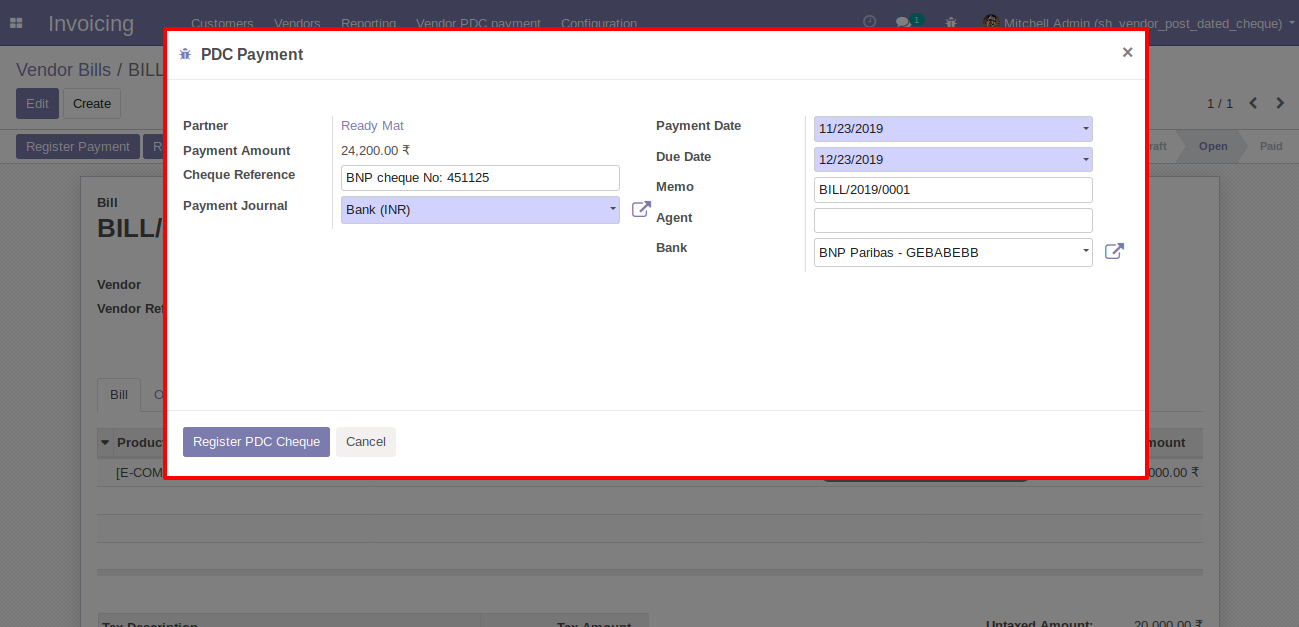 Invoicing
Customers Vendors Reporting Vendor PDC payment Configuration
1
Mitchell Admin (sh_vendor_post_dated_cheque)
Vendor Bills / BILL
Edit Create
1 / 1
Register Payment
Open Paid
PDC Payment
×
Partner Ready Mat
Payment Amount 24,200.00 ₹
Cheque Reference BNP cheque No: 451125
Payment Journal Bank (INR)
Payment Date 11/23/2019
Due Date 12/23/2019
Memo BILL/2019/0001
Agent
Bank BNP Paribas - GEBABEBB
Register PDC Cheque Cancel
Bill
BILL/
Vendor
Vendor Ref
Bill
Produc
mount
[E-COM
000.00 ₹
Tax Description Tax Amount
Untaxed Amount: 20,000.00 ₹